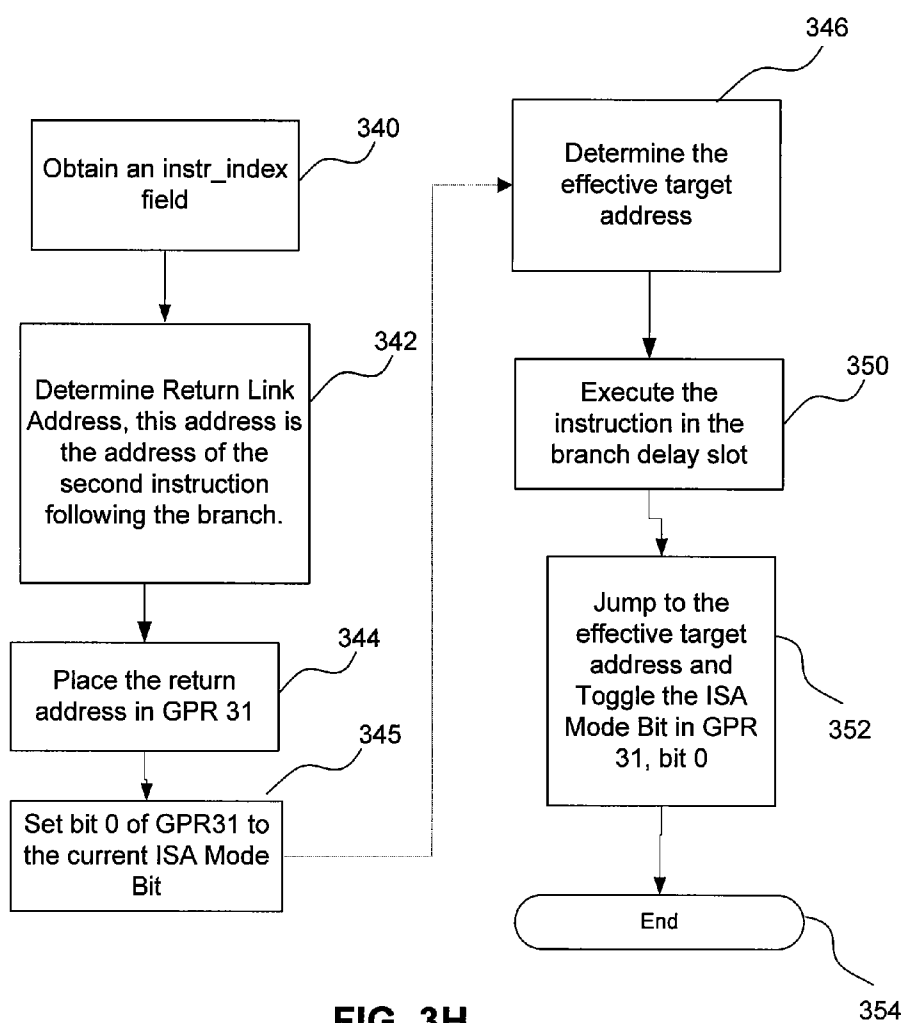 340
Obtain an instr_index
field
342
Determine Return Link
Address, this address is
the address of the
second instruction
following the branch.
344
Place the return
address in GPR 31
345
Set bit 0 of GPR31 to
the current ISA Mode
Bit
346
Determine the
effective target
address
350
Execute the
instruction in the
branch delay slot
Jump to the
effective target
address and
Toggle the ISA
Mode Bit in GPR
31, bit 0
352
End
354
FIG. 3H